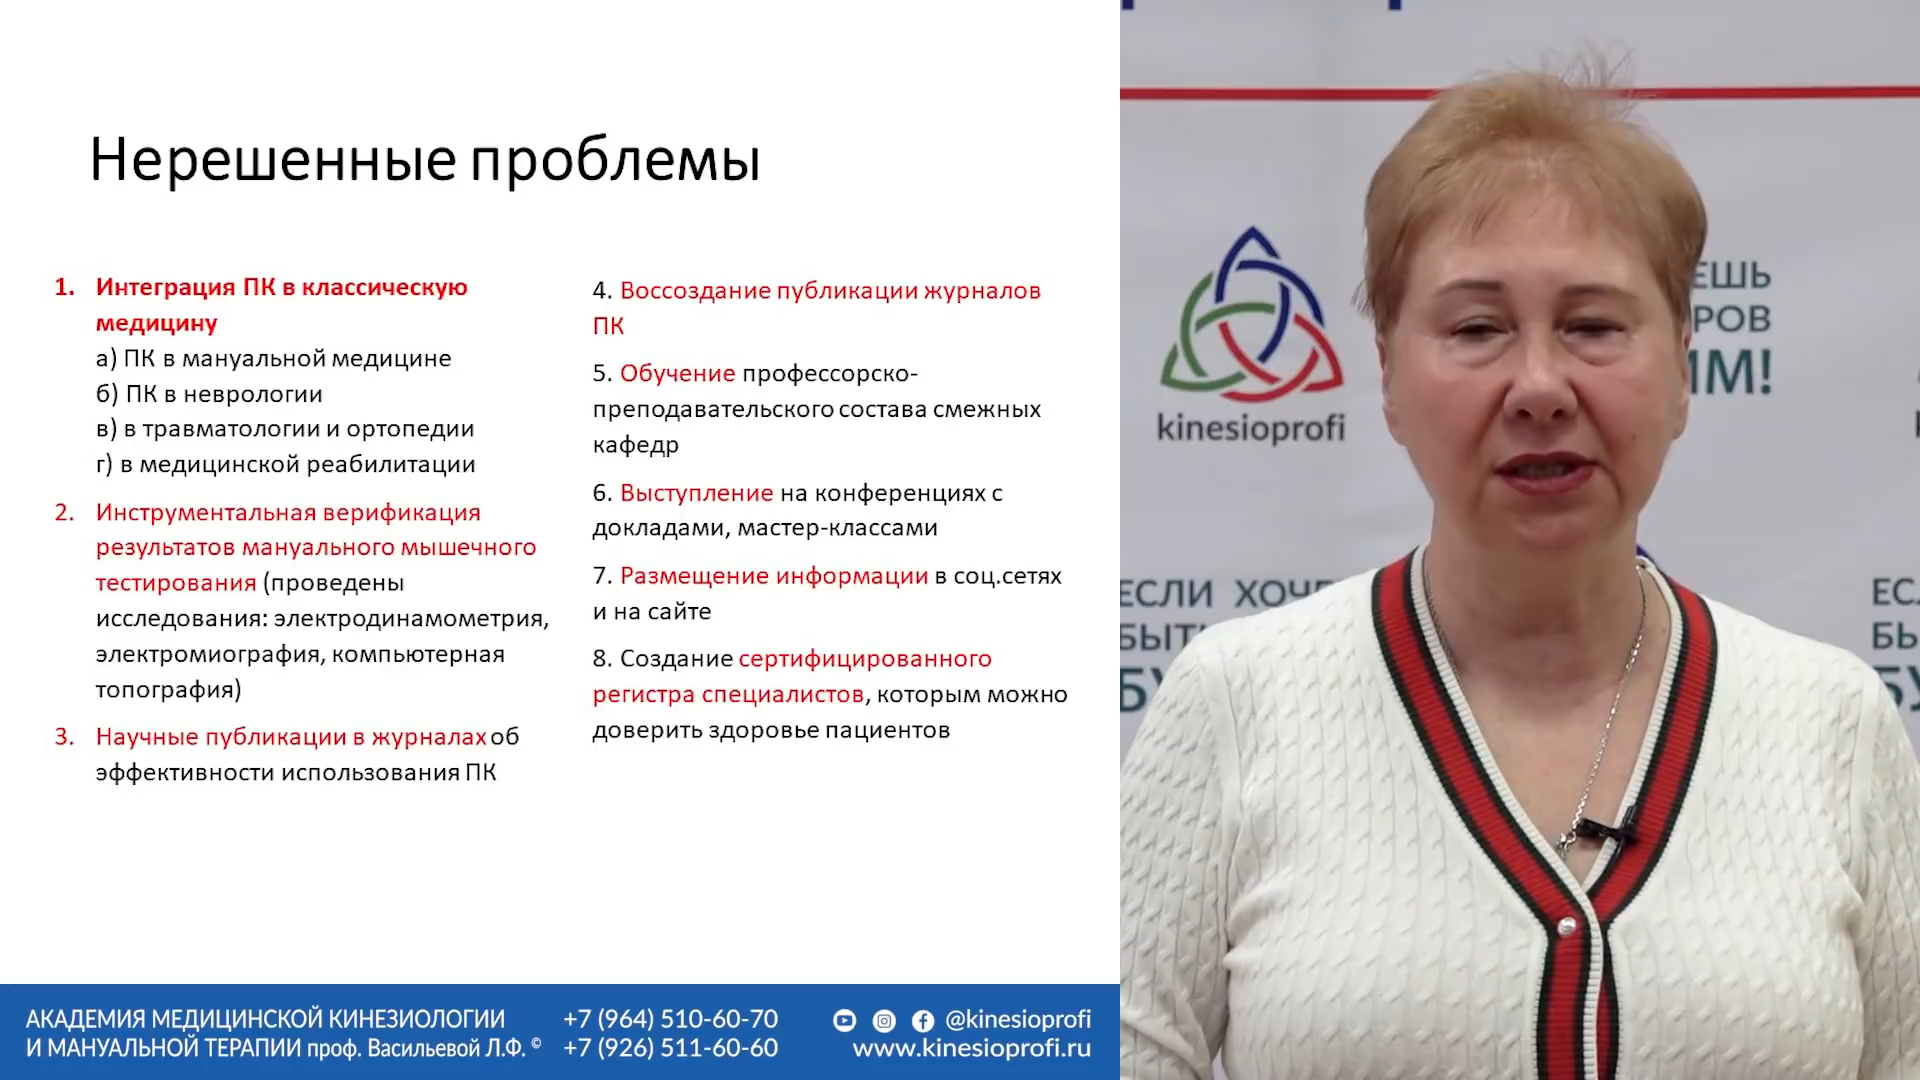 Нерешенные проблемы
1. Интеграция ПК в классическую
медицину
а) ПК в мануальной медицине
б) ПК в неврологии
в) в травматологии и ортопедии
г) в медицинской реабилитации
2. Инструментальная верификация
результатов мануального мышечного
тестирования (проведены
исследования: электродинамометрия,
электромиография, компьютерная
топография)
3. Научные публикации в журналах об
эффективности использования ПК
4. Воссоздание публикации журналов
ПК
5. Обучение профессорско-
преподавательского состава смежных
кафедр
6. Выступление на конференциях с
докладами, мастер-классами
7. Размещение информации в соц.сетях
и на сайте
8. Создание сертифицированного
регистра специалистов, которым можно
доверить здоровье пациентов
АКАДЕМИЯ МЕДИЦИНСКОЙ КИНЕЗИОЛОГИИ
И МАНУАЛЬНОЙ ТЕРАПИИ проф. Васильевой Л.Ф. ©
+7 (964) 510-60-70
+7 (926) 511-60-60
@kinesioprofi
www.kinesioprofi.ru
kinesioprofi
ЕСЛИ